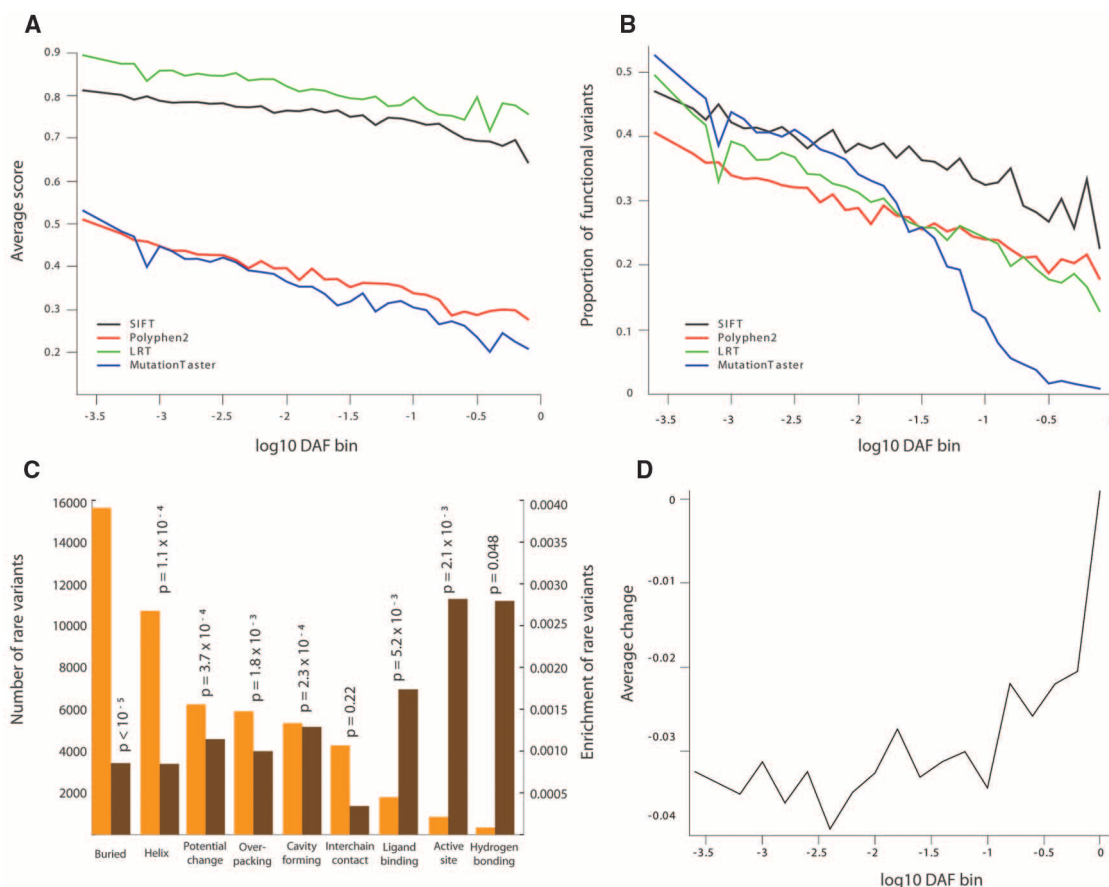 A
Average score
0.9
0.8
0.7
0.6
0.5
0.4
0.3
0.2
SIFT
Polyphen2
LRT
MutationTaster
-3.5
-3
-2.5
-2
-1.5
-1
-0.5
0
log10 DAF bin
B
Proportion of functional variants
0.5
0.4
0.3
0.2
0.1
0
SIFT
Polyphen2
LRT
MutationTaster
-3.5
-3
-2.5
-2
-1.5
-1
-0.5
0
log10 DAF bin
C
Number of rare variants
16000
14000
12000
10000
8000
6000
4000
2000
p < 10 - 5
p = 1.1 x 10 - 4
p = 3.7 x 10 - 4
p = 1.8 x 10 - 3
p = 2.3 x 10 - 4
p = 0.22
p = 5.2 x 10 - 3
p = 2.1 x 10 - 3
p = 0.048
0.0040
0.0035
0.0030
0.0025
0.0020
0.0015
0.0010
0.0005
Enrichment of rare variants
Buried
Helix
Potential
change
Over-
packing
Cavity
forming
Interchain
contact
Ligand
binding
Active
site
Hydrogen
bonding
D
Average change
0
-0.01
-0.02
-0.03
-0.04
-3.5
-3
-2.5
-2
-1.5
-1
-0.5
0
log10 DAF bin